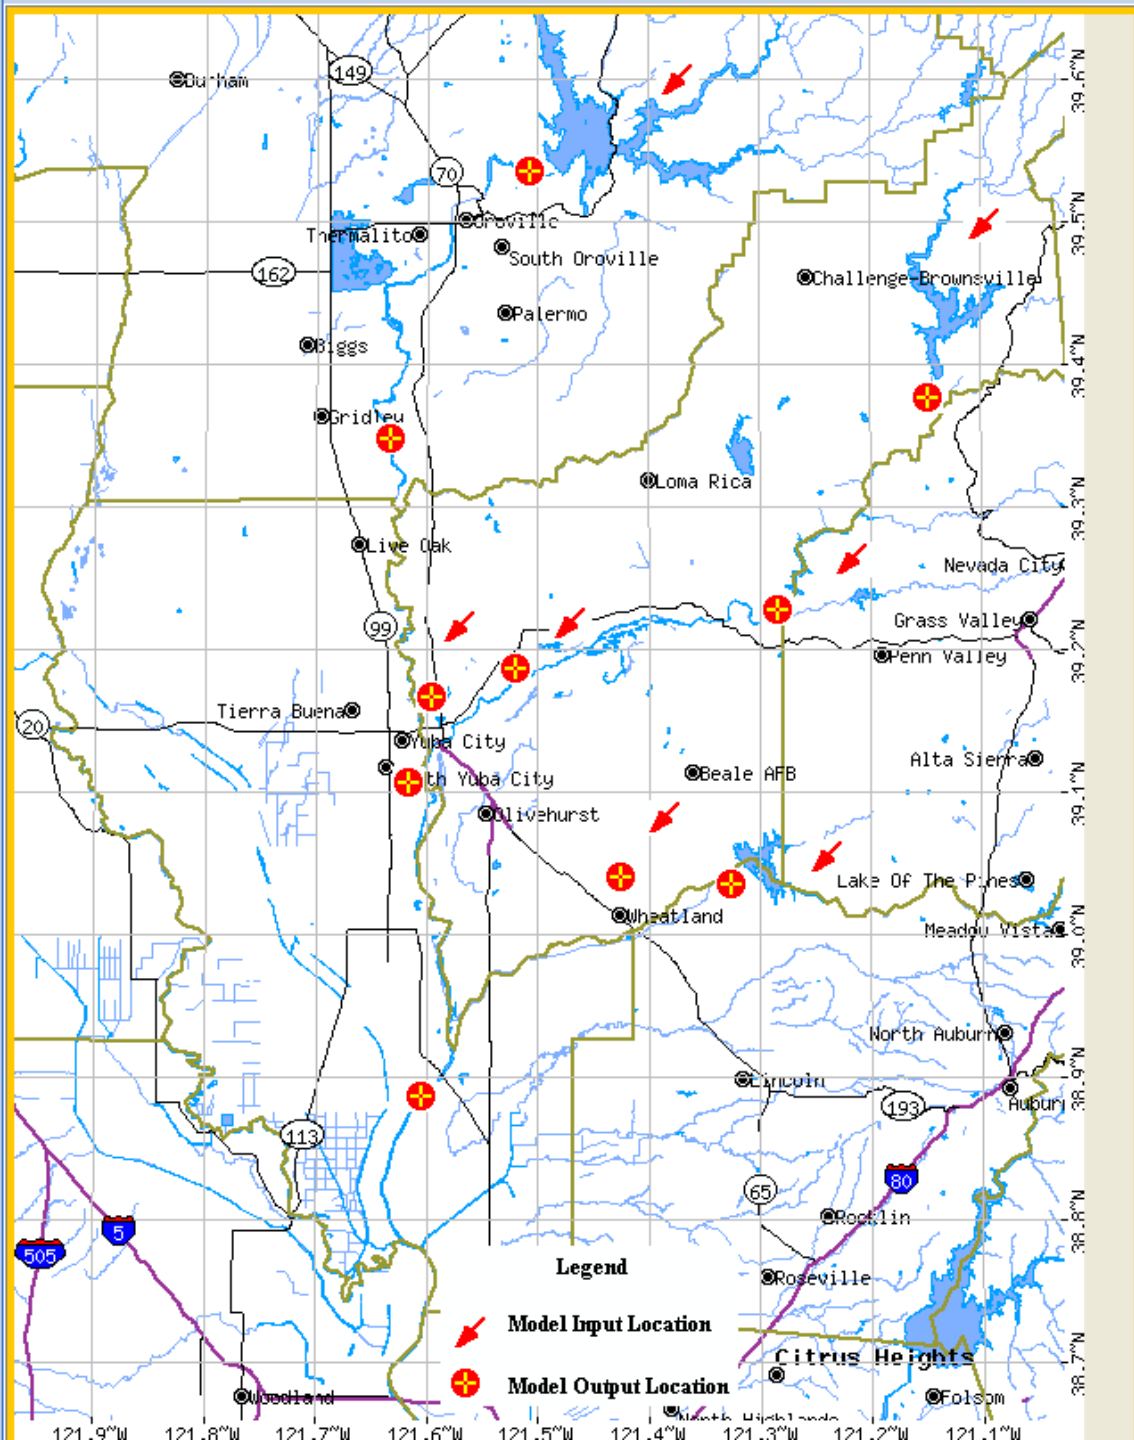 149
Durham
39.6°N
70
Oroville
39.5°N
Thermalito
South Oroville
162
Challenge-Brownsville
Palermo
Biggs
39.4°N
Gridley
Loma Rica
39.3°N
Live Oak
Nevada City
99
Grass Valley
39.2°N
Penn Valley
Tierra Buena
20
Yuba City
Alta Sierra
th Yuba City
Beale AFB
39.1°N
Olivehurst
Lake Of The Pines
Wheatland
Meadow Vista
39.0°N
North Auburn
Lincoln
38.9°N
193
Auburn
113
80
65
Rocklin
38.8°N
5
505
Legend
Roseville
Model Input Location
Citrus Heights
38.7°N
Model Output Location
Woodland
Folsom
North Highlands
121.9°W 121.8°W 121.7°W 121.6°W 121.5°W 121.4°W 121.3°W 121.2°W 121.1°W